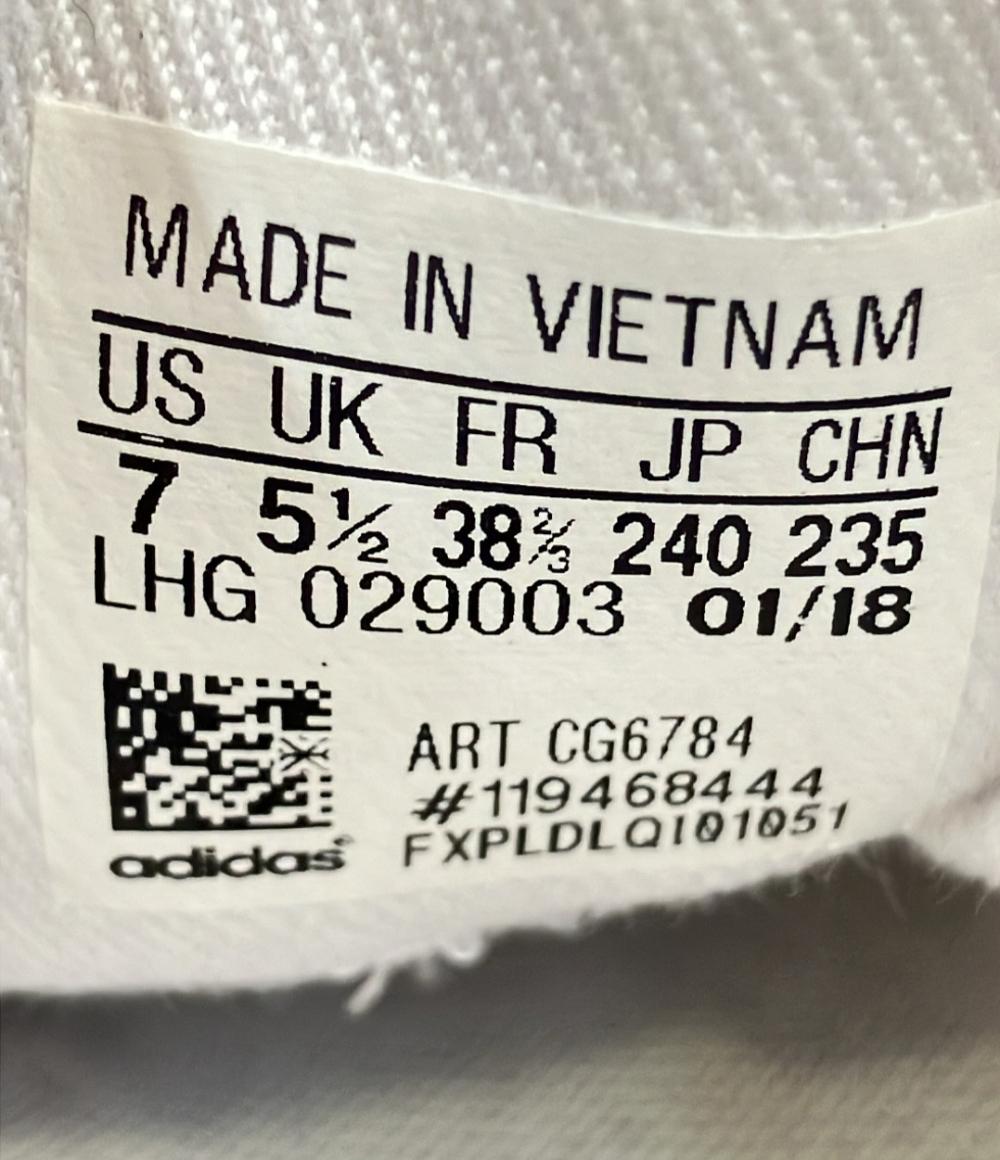 MADE IN VIETNAM
US UK FR JP CHN
7 5½ 38⅔ 240 235
LHG 029003 01/18
ART CG6784
#119468444
FXPLDLQ101051
adidas